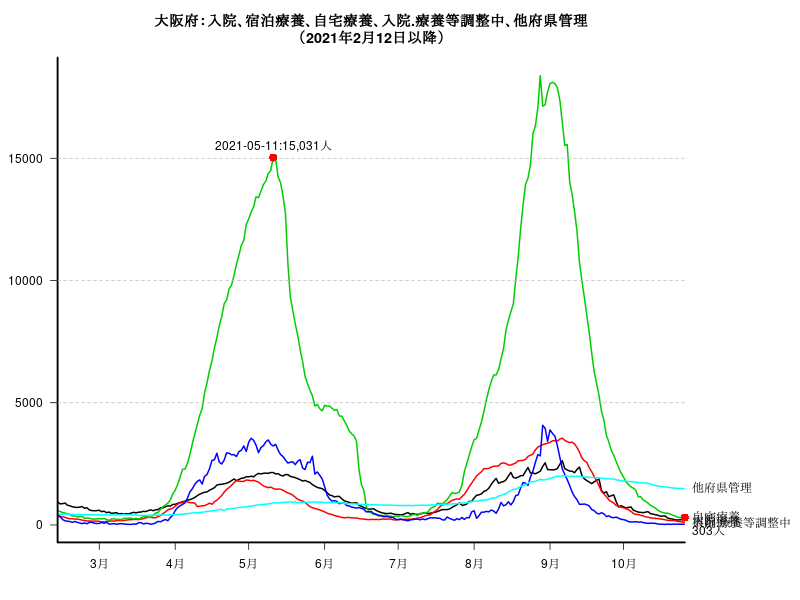 大阪府：入院、宿泊療養、自宅療養、入院.療養等調整中、他府県管理
（2021年2月12日以降）
2021-05-11:15,031人
15000
10000
5000
0
他府県管理
自宅療養
療養等調整中
303人
3月
4月
5月
6月
7月
8月
9月
10月